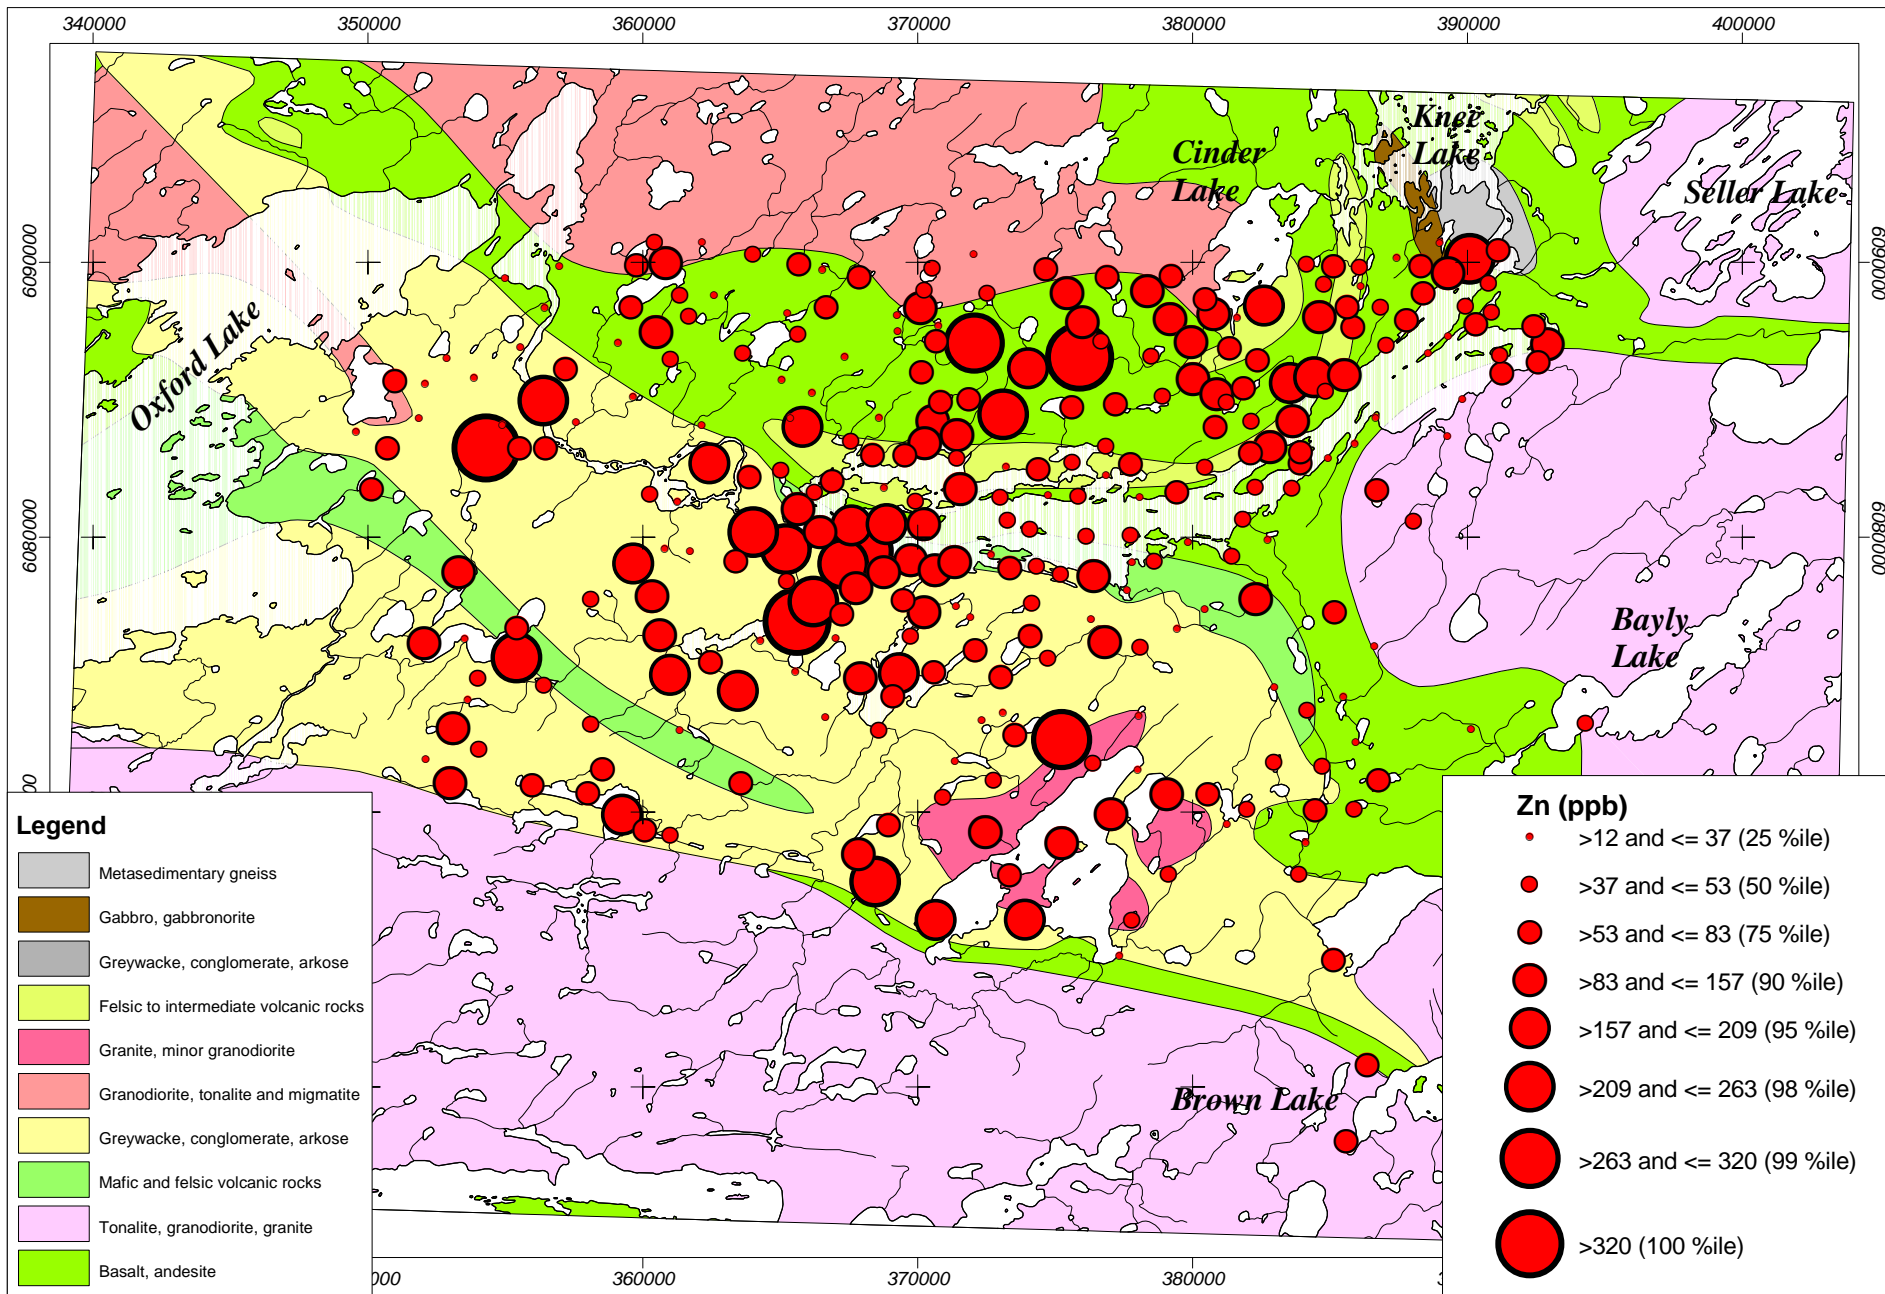 340000 350000 360000 370000 380000 390000 400000
Knee
Lake
Cinder
Lake
Seller Lake
6090000 6090000
Oxford Lake
6080000 6080000
Bayly
Lake
Brown Lake
Legend
Metasedimentary gneiss
Gabbro, gabbronorite
Greywacke, conglomerate, arkose
Felsic to intermediate volcanic rocks
Granite, minor granodiorite
Granodiorite, tonalite and migmatite
Greywacke, conglomerate, arkose
Mafic and felsic volcanic rocks
Tonalite, granodiorite, granite
Basalt, andesite
Zn (ppb)
>12 and <= 37 (25 %ile)
>37 and <= 53 (50 %ile)
>53 and <= 83 (75 %ile)
>83 and <= 157 (90 %ile)
>157 and <= 209 (95 %ile)
>209 and <= 263 (98 %ile)
>263 and <= 320 (99 %ile)
>320 (100 %ile)
360000 370000 380000